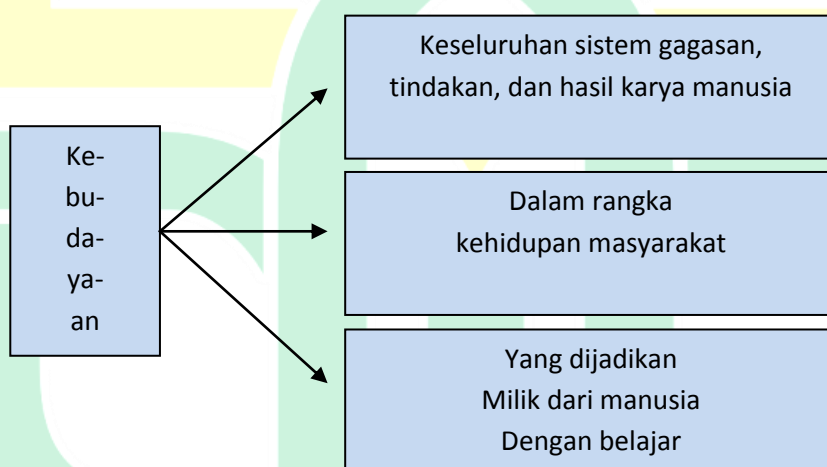 Ke-
bu-
da-
ya-
an
Keseluruhan sistem gagasan,
tindakan, dan hasil karya manusia
Dalam rangka
kehidupan masyarakat
Yang dijadikan
Milik dari manusia
Dengan belajar